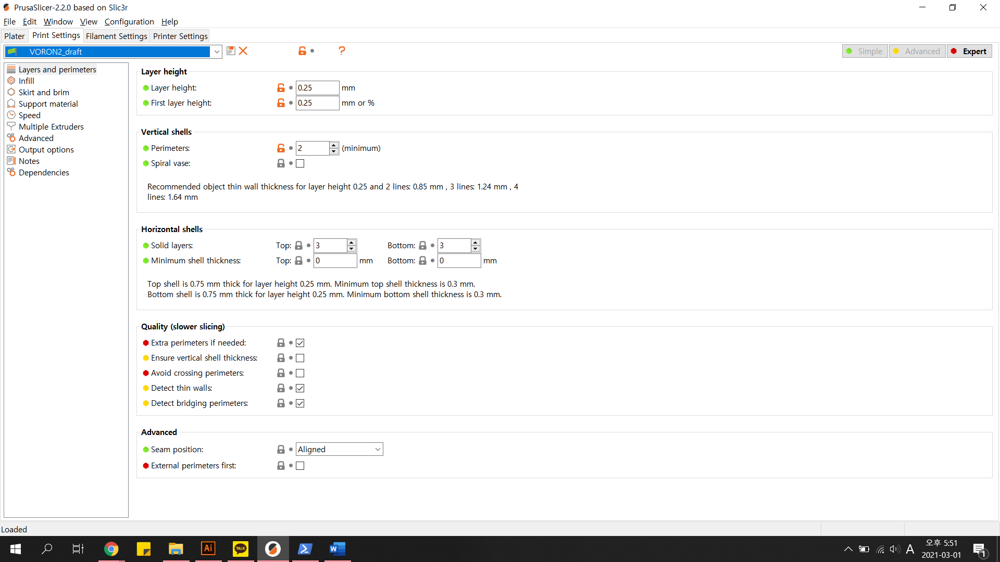 PrusaSlicer-2.2.0 based on Slic3r
File Edit Window View Configuration Help
Plater Print Settings Filament Settings Printer Settings
VORON2_draft ? Simple Advanced Expert
Layers and perimeters
Infill
Skirt and brim
Support material
Speed
Multiple Extruders
Advanced
Output options
Notes
Dependencies
Layer height
Layer height: 0.25 mm
First layer height: 0.25 mm or %
Vertical shells
Perimeters: 2 (minimum)
Spiral vase:
Recommended object thin wall thickness for layer height 0.25 and 2 lines: 0.85 mm , 3 lines: 1.24 mm , 4
lines: 1.64 mm
Horizontal shells
Solid layers: Top: 3 Bottom: 3
Minimum shell thickness: Top: 0 mm Bottom: 0 mm
Top shell is 0.75 mm thick for layer height 0.25 mm. Minimum top shell thickness is 0.3 mm.
Bottom shell is 0.75 mm thick for layer height 0.25 mm. Minimum bottom shell thickness is 0.3 mm.
Quality (slower slicing)
Extra perimeters if needed:
Ensure vertical shell thickness:
Avoid crossing perimeters:
Detect thin walls:
Detect bridging perimeters:
Advanced
Seam position: Aligned
External perimeters first:
Loaded
Ai TALK W A 오후 5:51
2021-03-01 1